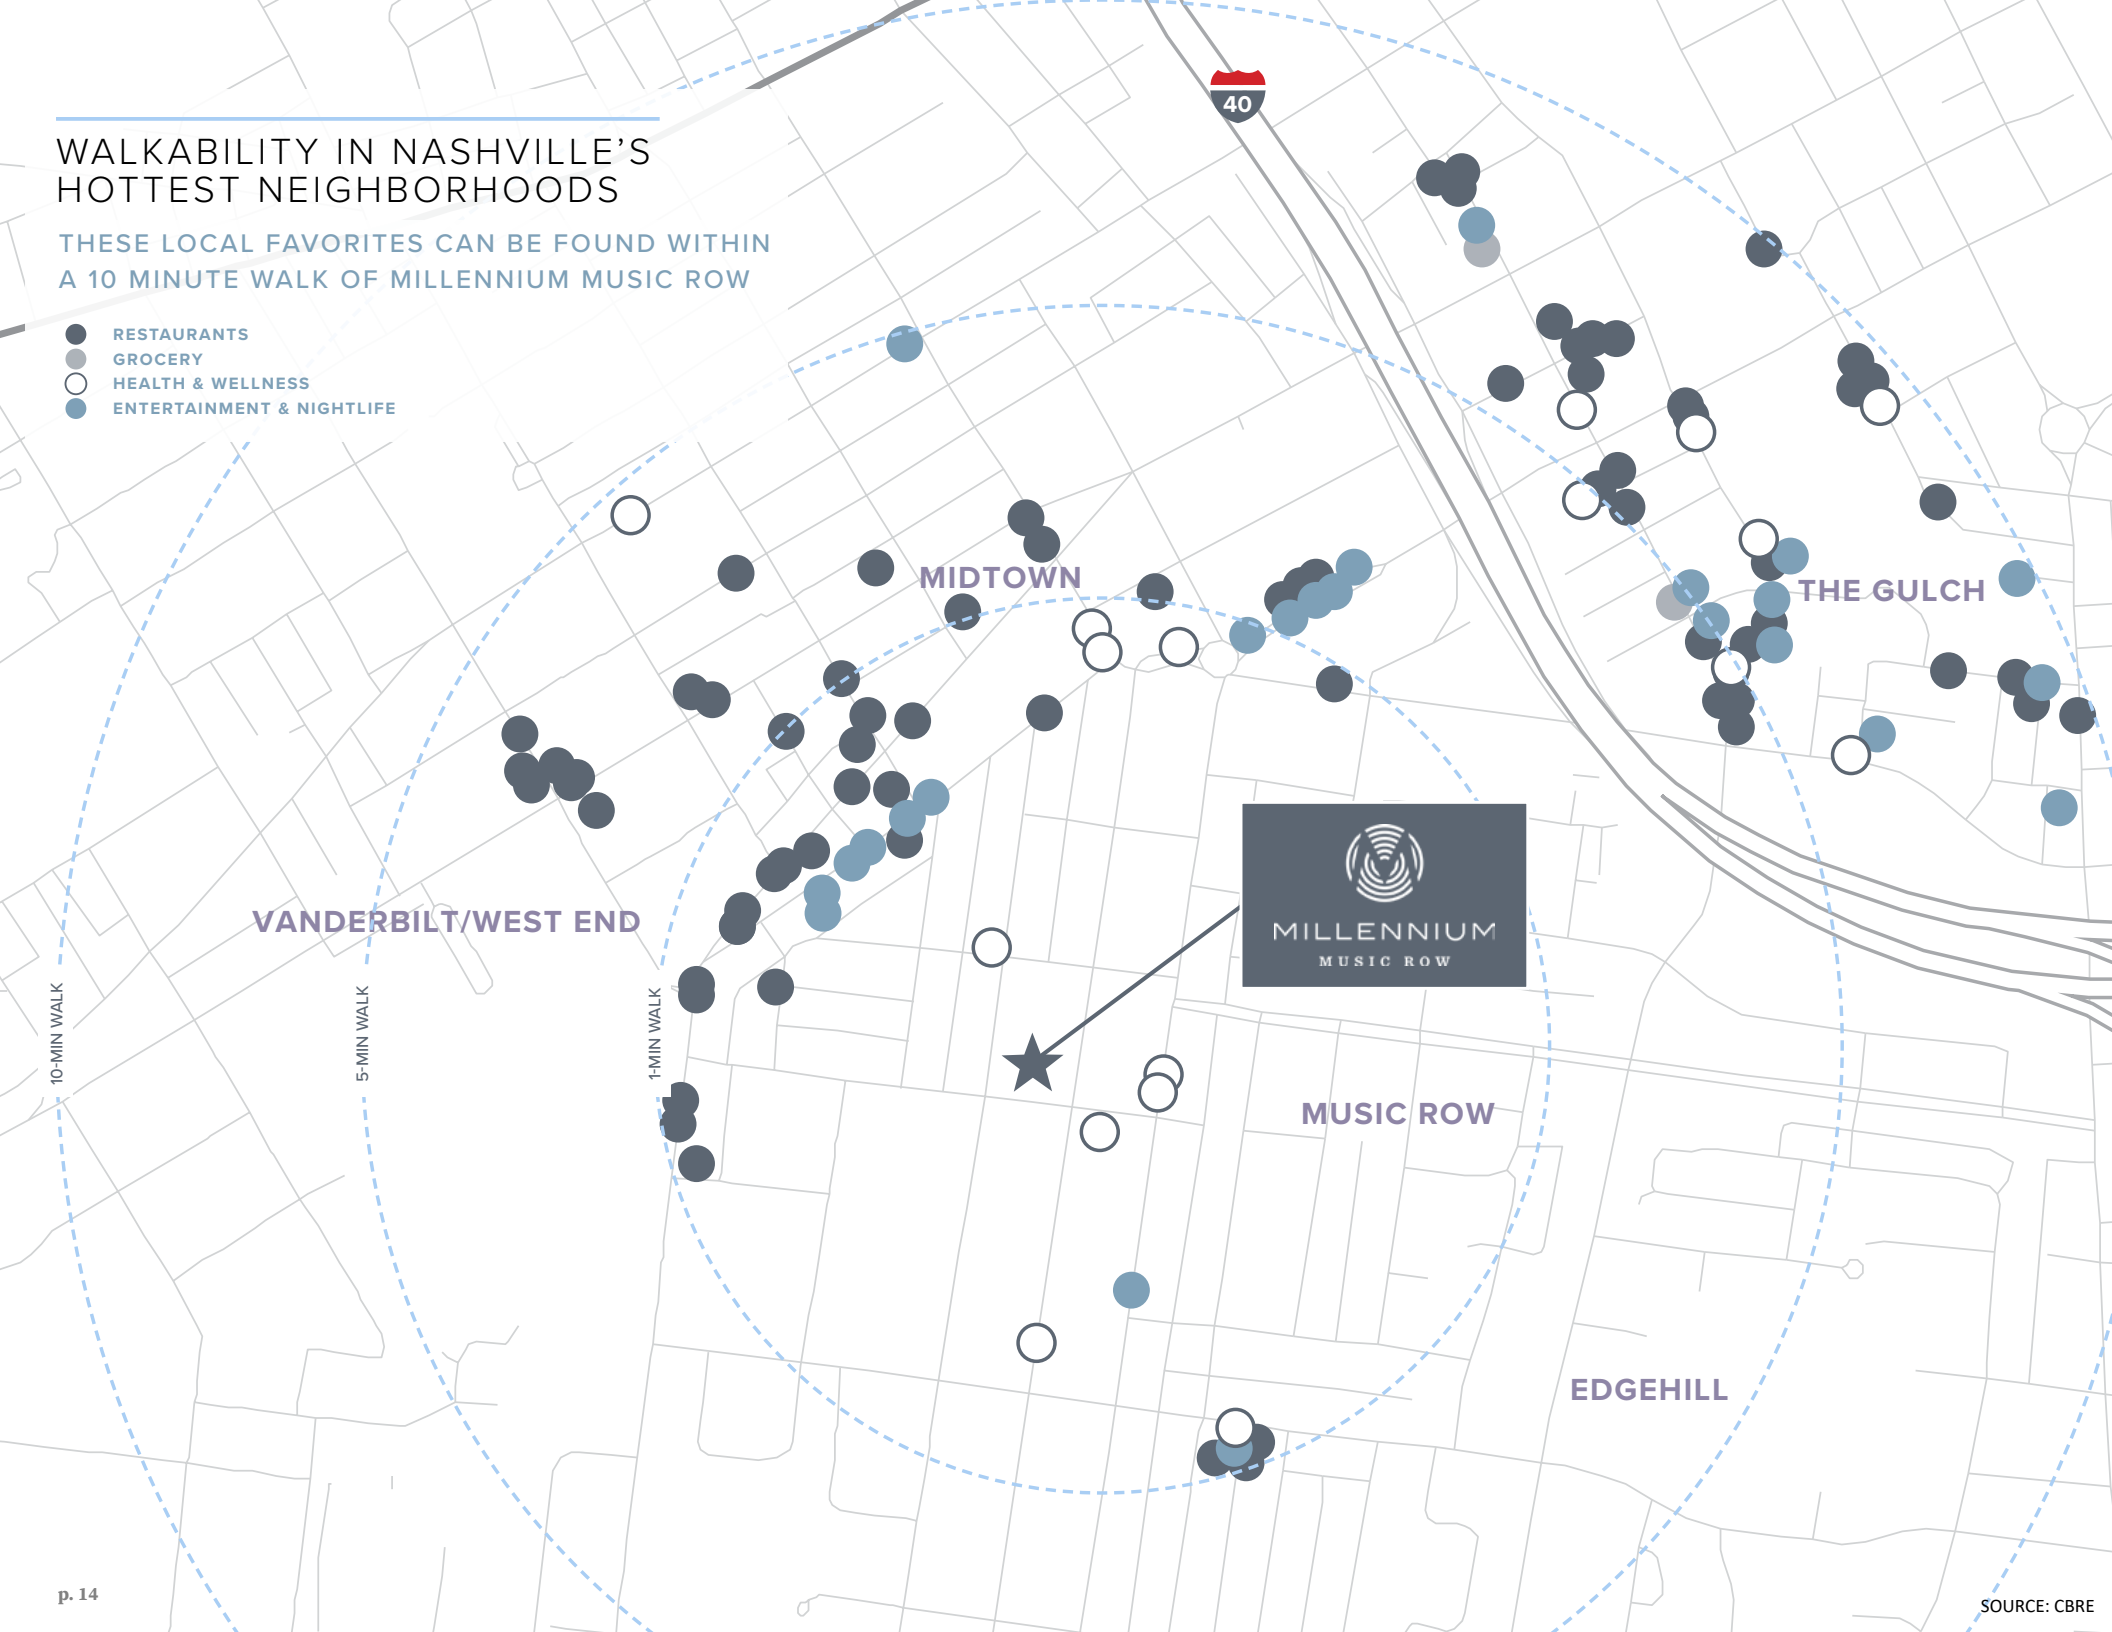 40
WALKABILITY IN NASHVILLE'S
HOTTEST NEIGHBORHOODS
THESE LOCAL FAVORITES CAN BE FOUND WITHIN
A 10 MINUTE WALK OF MILLENNIUM MUSIC ROW
RESTAURANTS
GROCERY
HEALTH & WELLNESS
ENTERTAINMENT & NIGHTLIFE
MIDTOWN
THE GULCH
VANDERBILT/WEST END
MILLENNIUM
MUSIC ROW
10-MIN WALK
5-MIN WALK
1-MIN WALK
MUSIC ROW
EDGEHILL
p. 14
SOURCE: CBRE